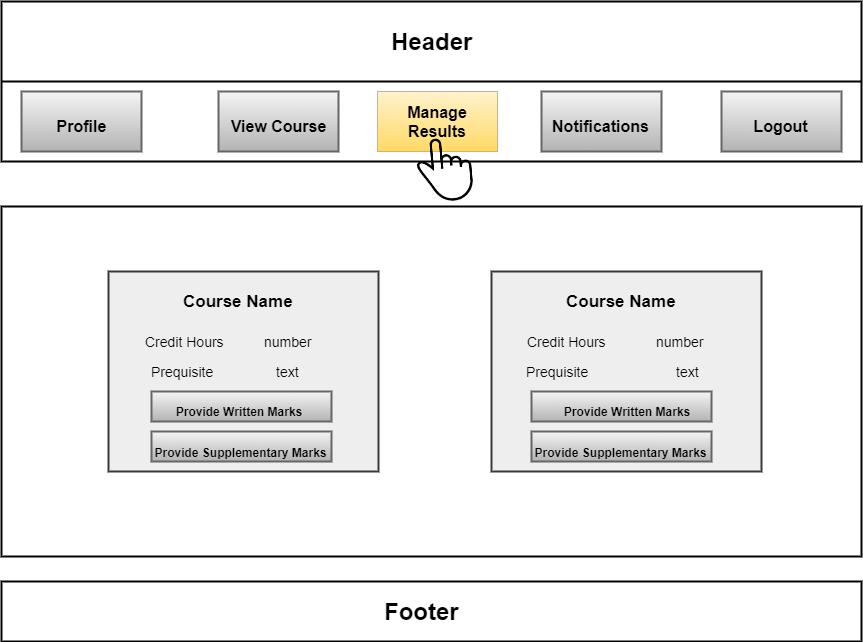 Header
Profile
View Course
Manage
Results
Notifications
Logout
Course Name
Credit Hours number
Prequisite text
Provide Written Marks
Provide Supplementary Marks
Course Name
Credit Hours number
Prequisite text
Provide Written Marks
Provide Supplementary Marks
Footer